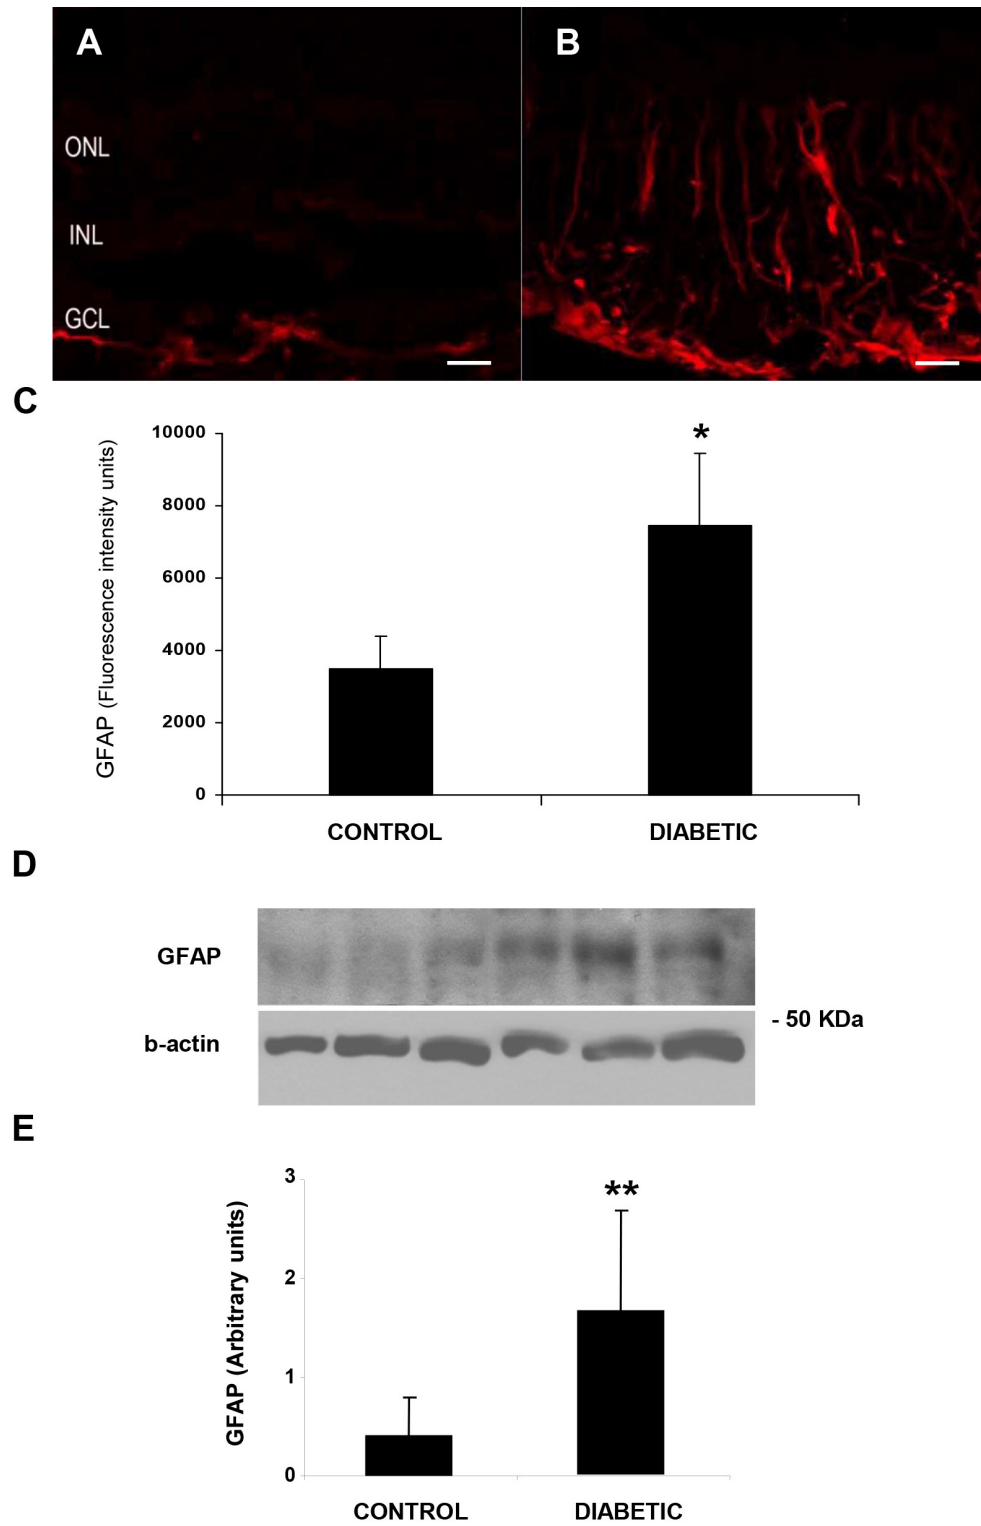 A
B
ONL
INL
GCL
C
10000
*
8000
6000
4000
2000
0
GFAP (Fluorescence intensity units)
CONTROL DIABETIC
D
GFAP
- 50 KDa
b-actin
E
3
**
2
1
0
GFAP (Arbitrary units)
CONTROL DIABETIC